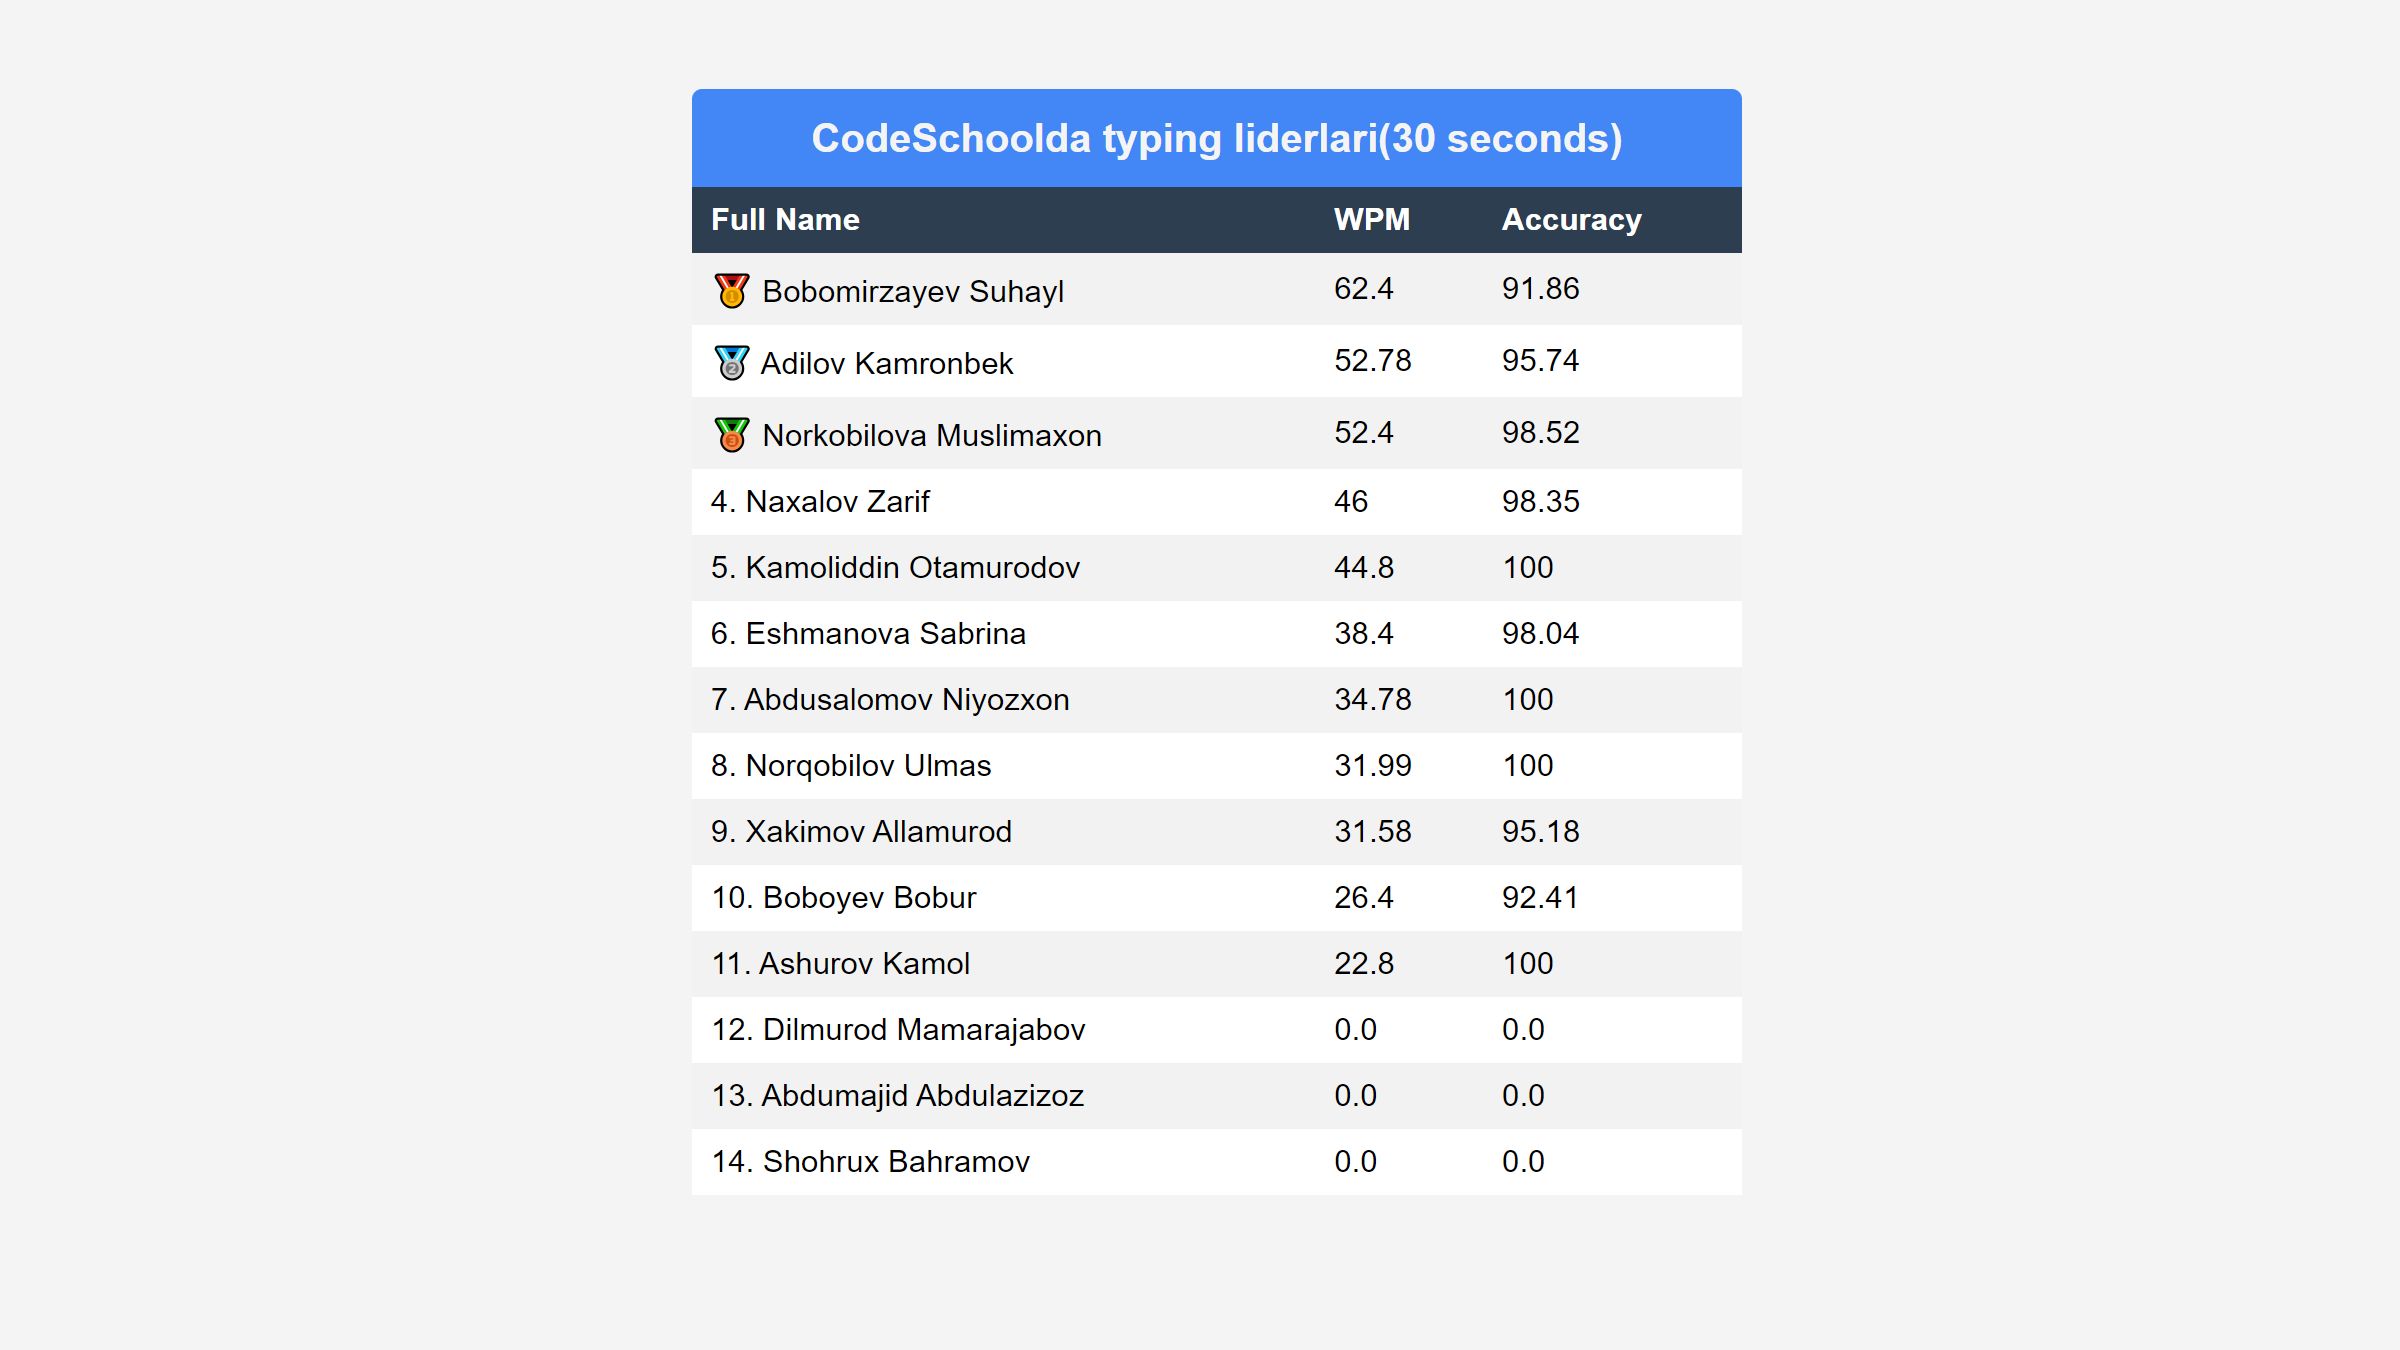 CodeSchoolda typing liderlari(30 seconds)
Full Name WPM Accuracy
🥇 Bobomirzayev Suhayl 62.4 91.86
🥈 Adilov Kamronbek 52.78 95.74
🥉 Norkobilova Muslimaxon 52.4 98.52
4. Naxalov Zarif 46 98.35
5. Kamoliddin Otamurodov 44.8 100
6. Eshmanova Sabrina 38.4 98.04
7. Abdusalomov Niyozxon 34.78 100
8. Norqobilov Ulmas 31.99 100
9. Xakimov Allamurod 31.58 95.18
10. Boboyev Bobur 26.4 92.41
11. Ashurov Kamol 22.8 100
12. Dilmurod Mamarajabov 0.0 0.0
13. Abdumajid Abdulazizoz 0.0 0.0
14. Shohrux Bahramov 0.0 0.0